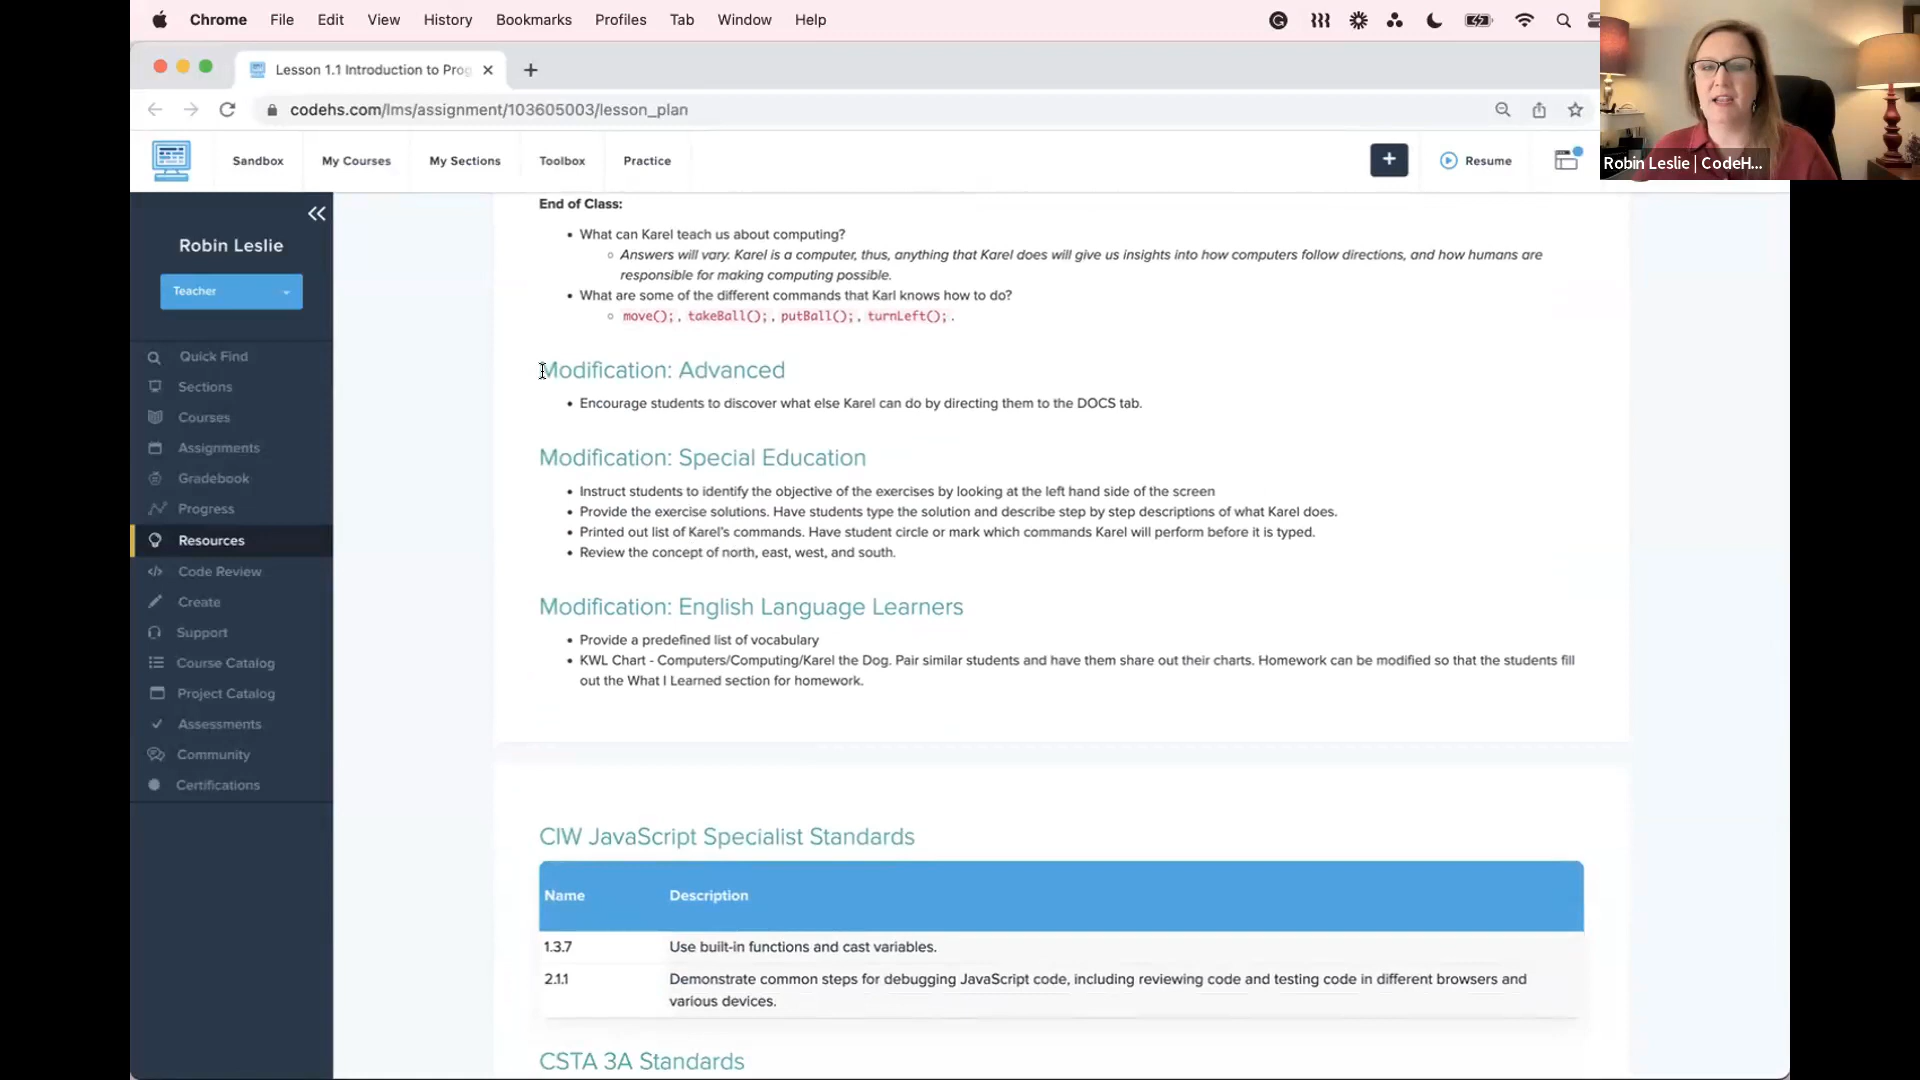 Chrome File Edit View History Bookmarks Profiles Tab Window Help
Lesson 1.1 Introduction to Prog
codehs.com/lms/assignment/103605003/lesson_plan
Sandbox My Courses My Sections Toolbox Practice
+ Resume
Robin Leslie | CodeH...
Robin Leslie
Teacher
Quick Find
Sections
Courses
Assignments
Gradebook
Progress
Resources
Code Review
Create
Support
Course Catalog
Project Catalog
Assessments
Community
Certifications
End of Class:
• What can Karel teach us about computing?
○ Answers will vary. Karel is a computer, thus, anything that Karel does will give us insights into how computers follow directions, and how humans are
responsible for making computing possible.
• What are some of the different commands that Karl knows how to do?
○ move();, takeBall();, putBall();, turnLeft();.
Modification: Advanced
• Encourage students to discover what else Karel can do by directing them to the DOCS tab.
Modification: Special Education
• Instruct students to identify the objective of the exercises by looking at the left hand side of the screen
• Provide the exercise solutions. Have students type the solution and describe step by step descriptions of what Karel does.
• Printed out list of Karel's commands. Have student circle or mark which commands Karel will perform before it is typed.
• Review the concept of north, east, west, and south.
Modification: English Language Learners
• Provide a predefined list of vocabulary
• KWL Chart - Computers/Computing/Karel the Dog. Pair similar students and have them share out their charts. Homework can be modified so that the students fill
out the What I Learned section for homework.
CIW JavaScript Specialist Standards
Name Description
1.3.7 Use built-in functions and cast variables.
2.1.1 Demonstrate common steps for debugging JavaScript code, including reviewing code and testing code in different browsers and
various devices.
CSTA 3A Standards